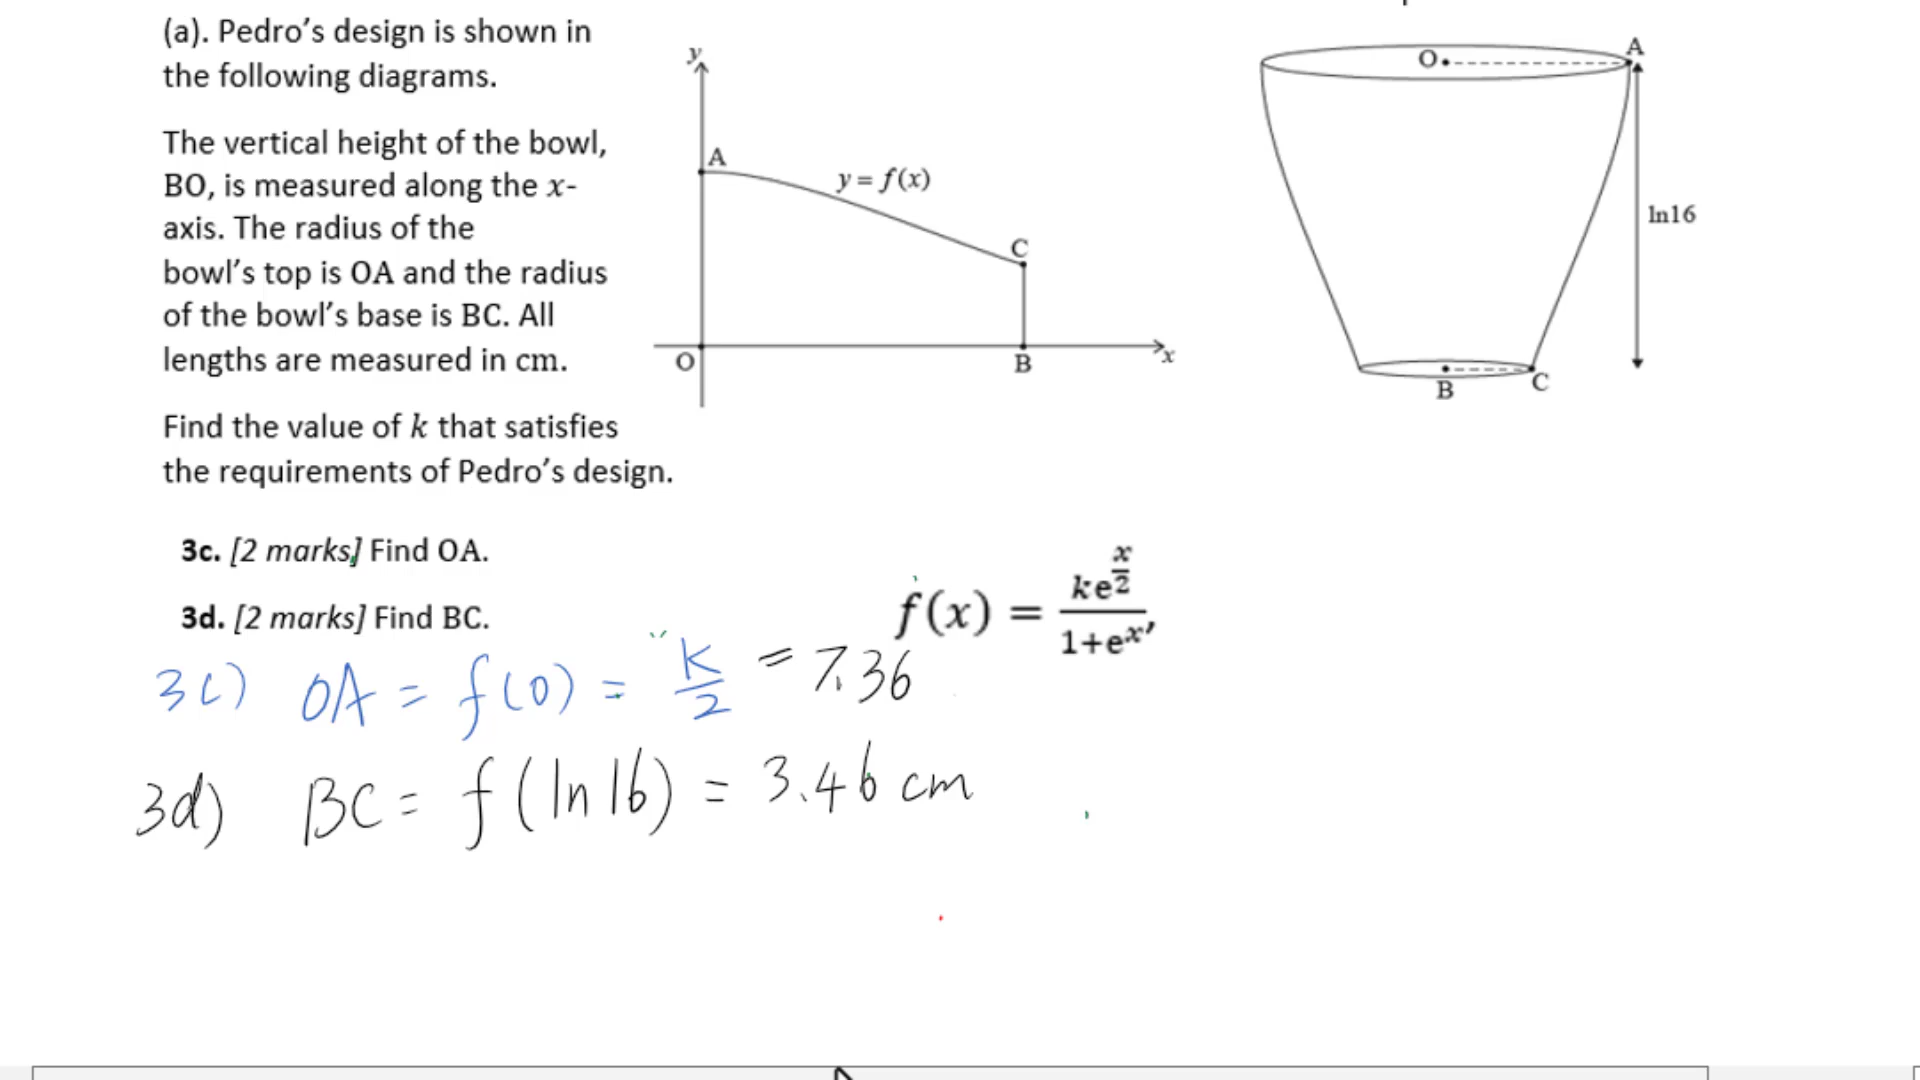 (a). Pedro’s design is shown in
the following diagrams.
The vertical height of the bowl,
BO, is measured along the x-
axis. The radius of the
bowl’s top is OA and the radius
of the bowl’s base is BC. All
lengths are measured in cm.
Find the value of k that satisfies
the requirements of Pedro’s design.
y
A
y = f(x)
C
O
B
x
O
A
ln16
B
C
3c. [2 marks] Find OA.
3d. [2 marks] Find BC.
f(x) = ke^(x/2)/(1+e^x),
3c) OA = f(0) = k/2 = 7.36
3d) BC = f(ln 16) = 3.46 cm